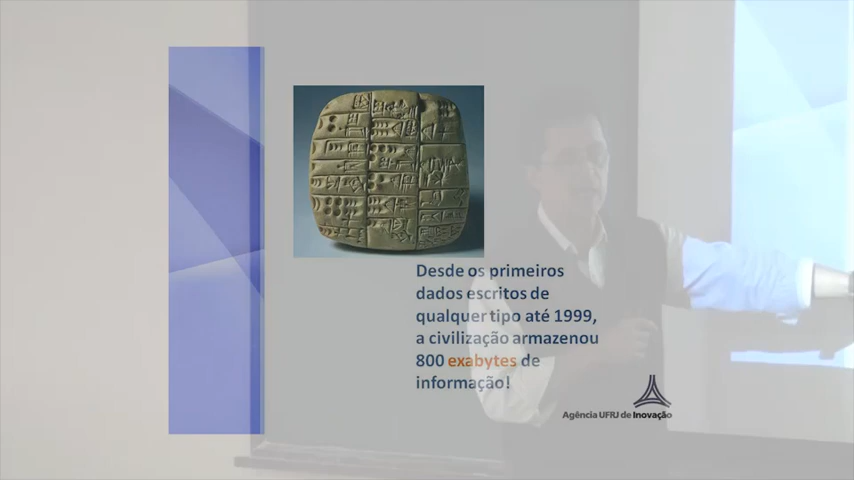 Desde os primeiros
dados escritos de
qualquer tipo até 1999,
a civilização armazenou
800 exabytes de
informação!
Agência UFRJ de Inovação